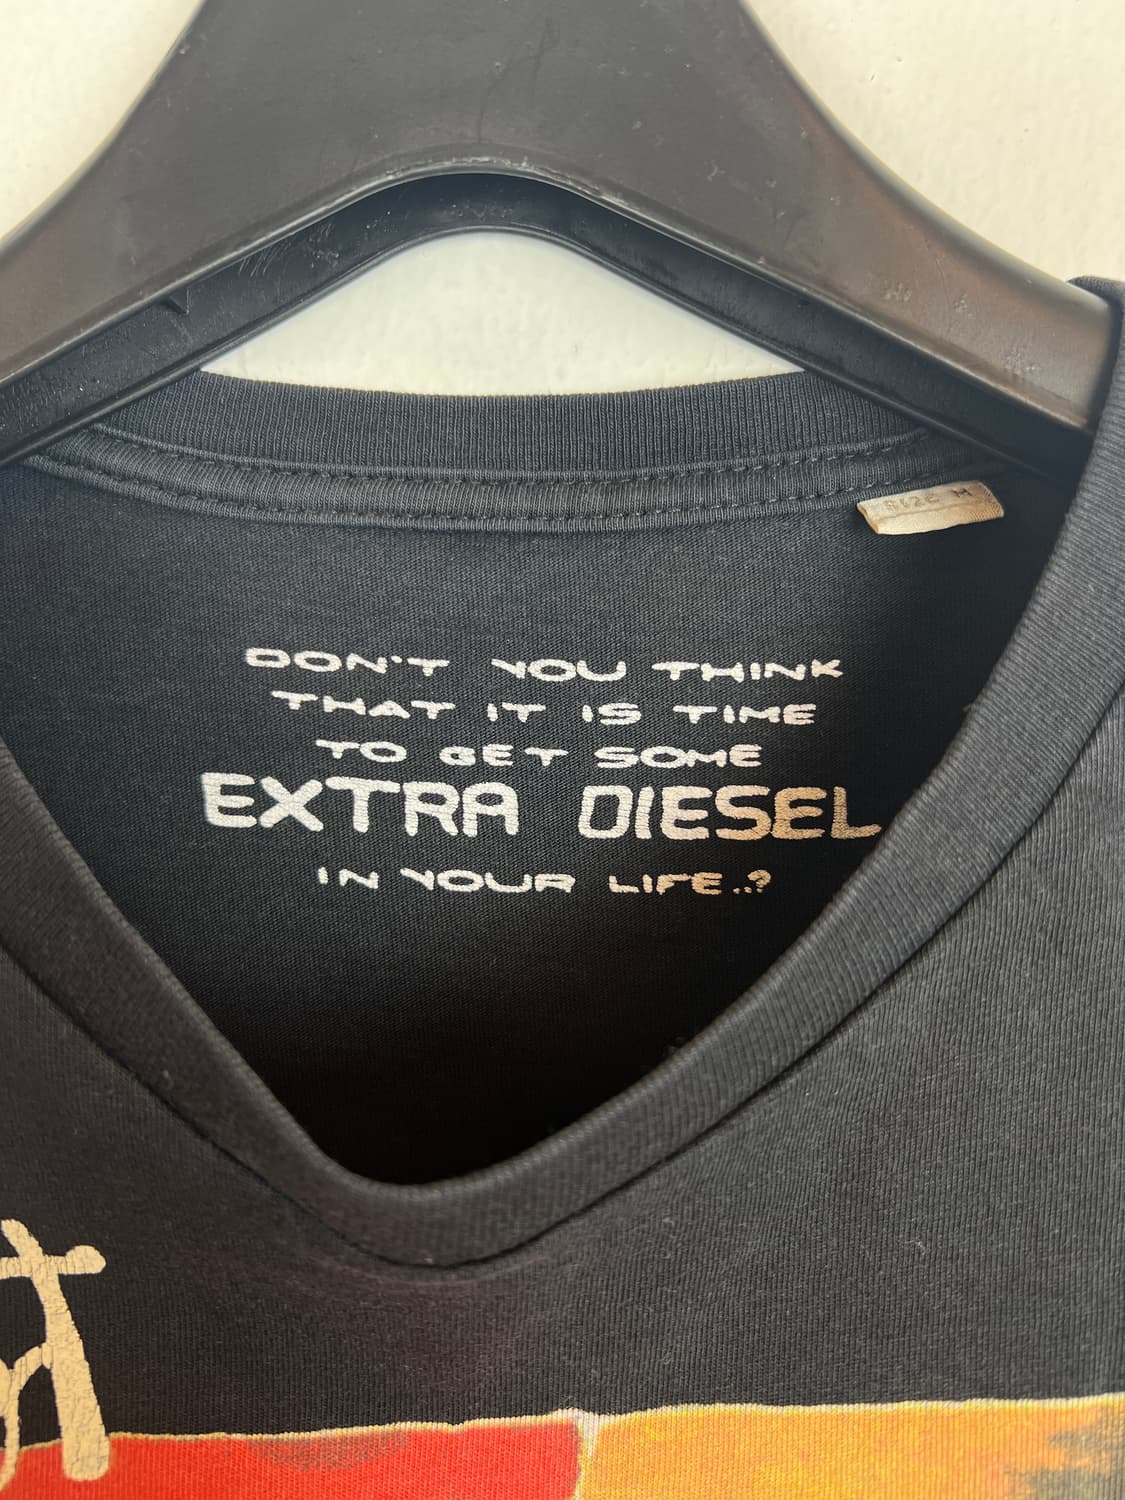 SIZE M
DON'T YOU THINK
THAT IT IS TIME
TO GET SOME
EXTRA DIESEL
IN YOUR LIFE..?